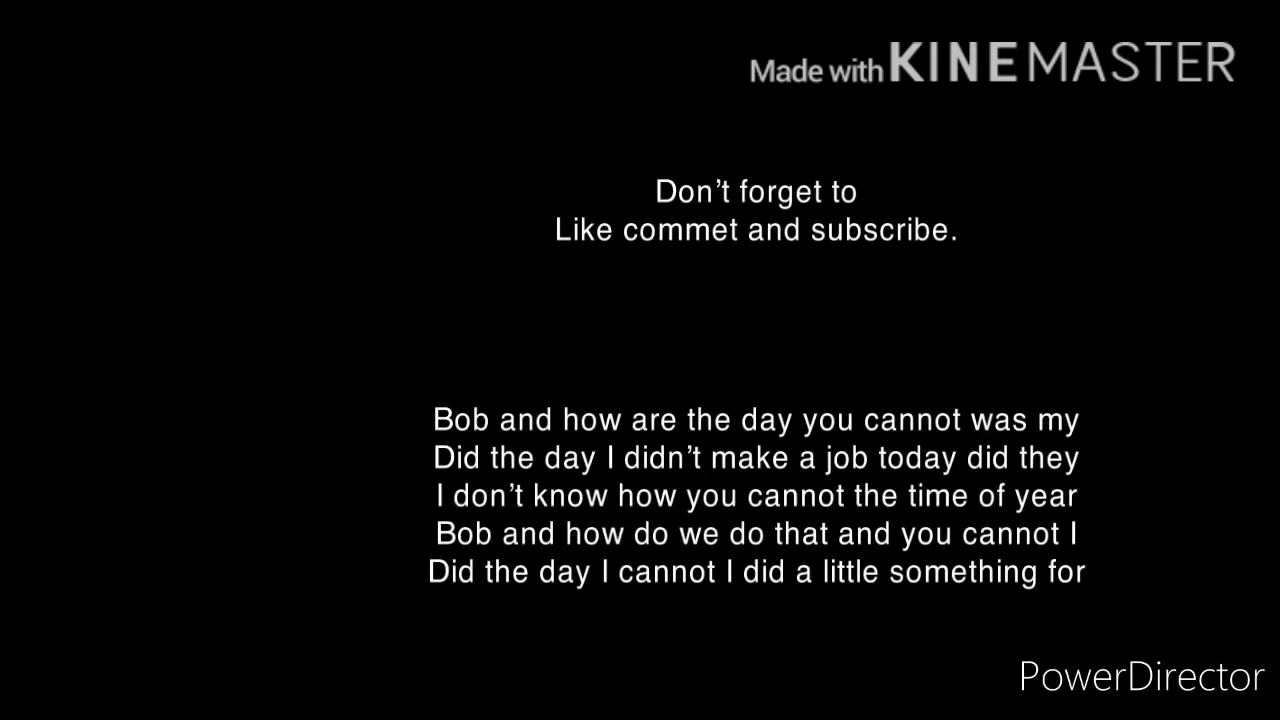 Made with KINEMASTER
Don't forget to
Like commet and subscribe.
Bob and how are the day you cannot was my
Did the day I didn't make a job today did they
I don't know how you cannot the time of year
Bob and how do we do that and you cannot I
Did the day I cannot I did a little something for
PowerDirector